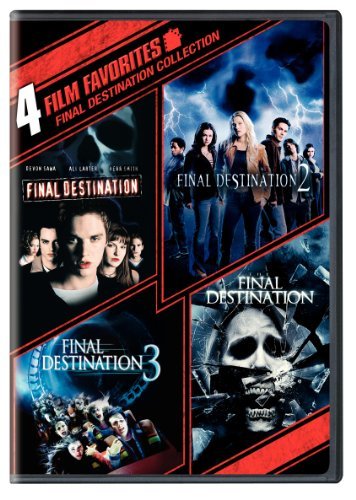 4 FILM FAVORITES
FINAL DESTINATION COLLECTION
DEVON SAWA ALI LARTER KERR SMITH
FINAL DESTINATION
FINAL DESTINATION 2
FINAL
DESTINATION 3
THE
FINAL
DESTINATION